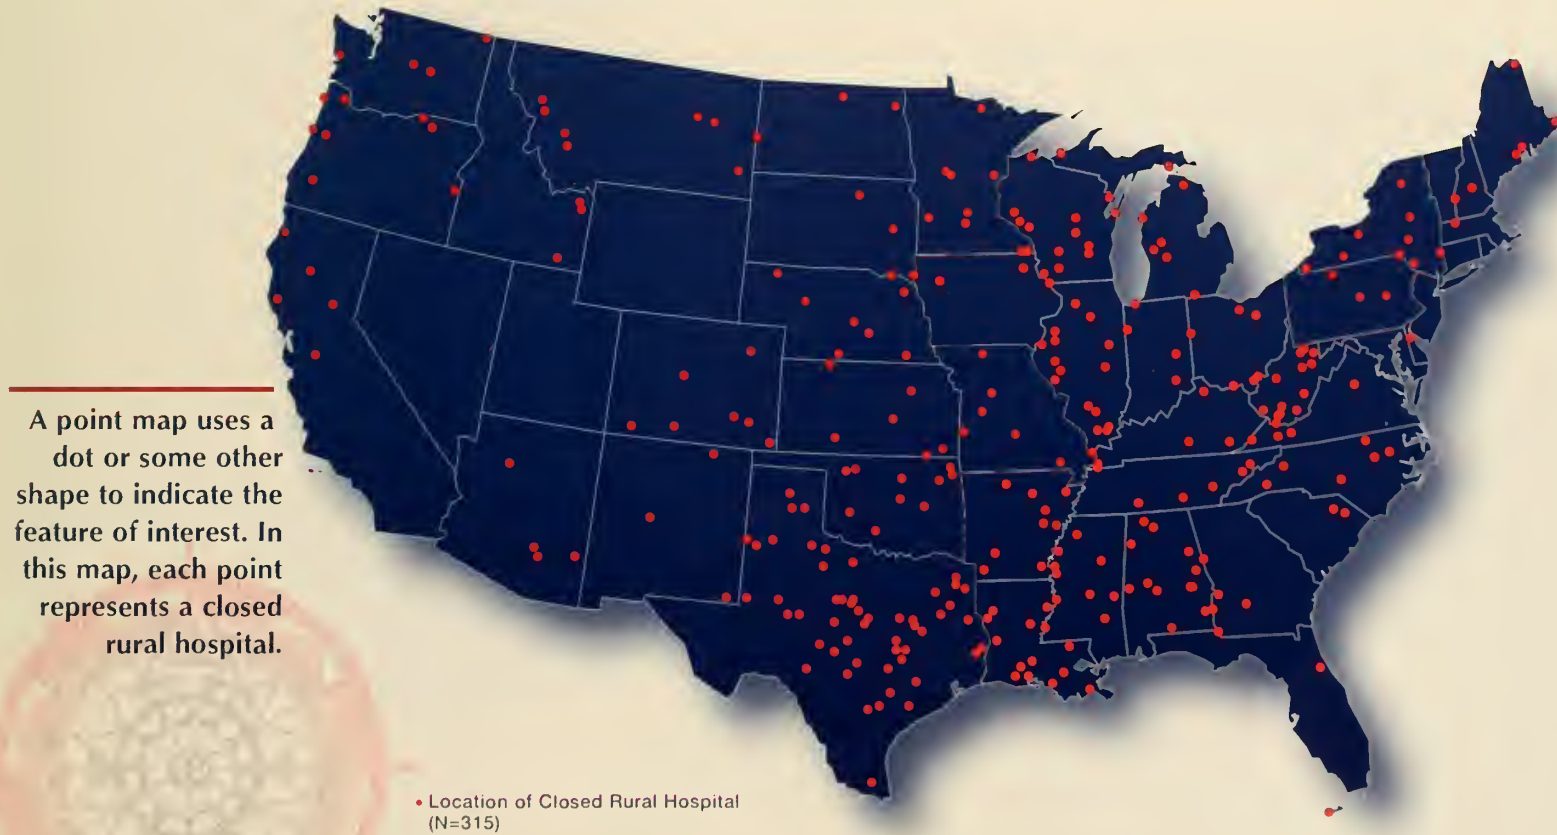 A point map uses a
dot or some other
shape to indicate the
feature of interest. In
this map, each point
represents a closed
rural hospital.
• Location of Closed Rural Hospital
(N=315)